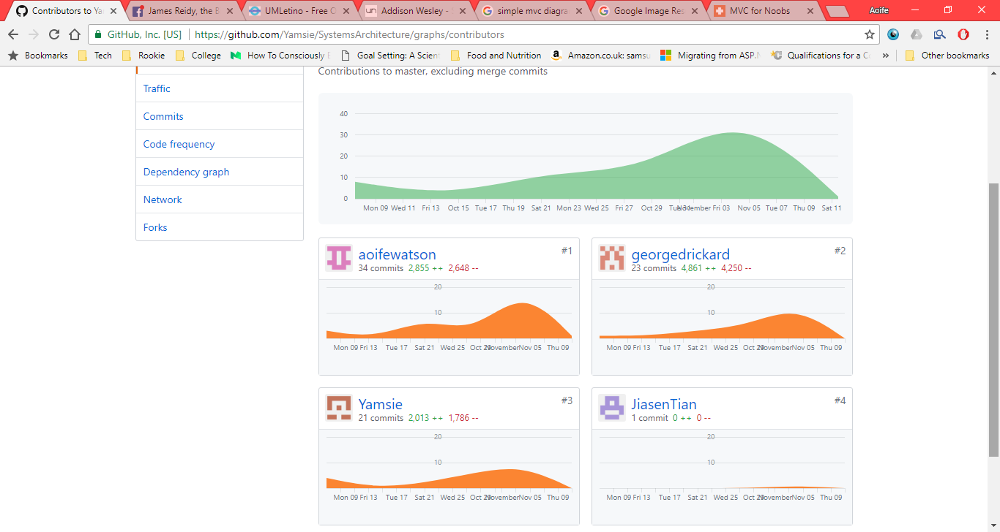 Contributors to Ya
James Reidy, the B
UMLetino - Free O
Addison Wesley -
simple mvc diagra
Google Image Res
MVC for Noobs
Aoife
GitHub, Inc. [US]
https://github.com/Yamsie/SystemsArchitecture/graphs/contributors
Bookmarks
Tech
Rookie
College
How To Consciously
Goal Setting: A Scien
Food and Nutrition
Amazon.co.uk: sams
Migrating from ASP.
Qualifications for a C
»
Other bookmarks
Traffic
Commits
Code frequency
Dependency graph
Network
Forks
Contributions to master, excluding merge commits
40
30
20
10
0
Mon 09 Wed 11 Fri 13 Oct 15 Tue 17 Thu 19 Sat 21 Mon 23 Wed 25 Fri 27 Oct 29 Tue 31 November Fri 03 Nov 05 Tue 07 Thu 09 Sat 11
aoifewatson
#1
34 commits 2,855 ++ 2,648 --
20
10
Mon 09 Fri 13 Tue 17 Sat 21 Wed 25 Oct 29 November Nov 05 Thu 09
georgedrickard
#2
23 commits 4,861 ++ 4,250 --
20
10
Mon 09 Fri 13 Tue 17 Sat 21 Wed 25 Oct 29 November Nov 05 Thu 09
Yamsie
#3
21 commits 2,013 ++ 1,786 --
20
10
Mon 09 Fri 13 Tue 17 Sat 21 Wed 25 Oct 29 November Nov 05 Thu 09
JiasenTian
#4
1 commit 0 ++ 0 --
20
10
Mon 09 Fri 13 Tue 17 Sat 21 Wed 25 Oct 29 November Nov 05 Thu 09